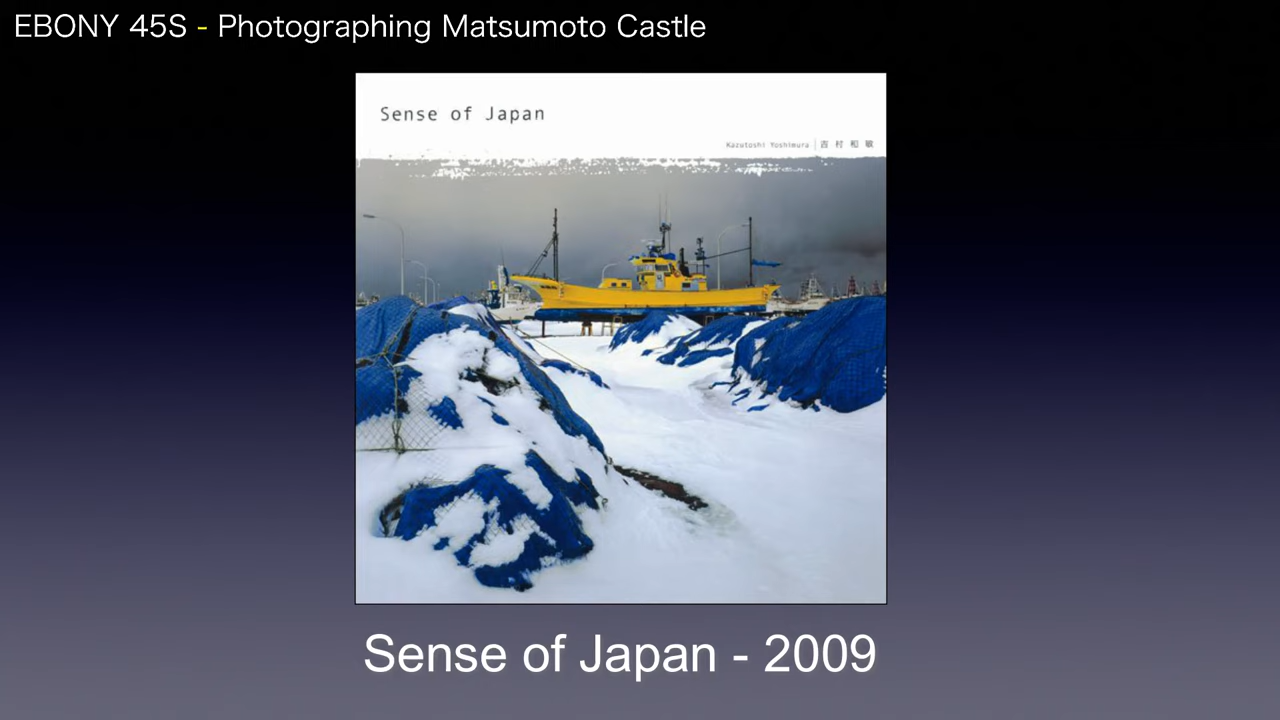 EBONY 45S - Photographing Matsumoto Castle
Sense of Japan
Kazutoshi Yoshimura | 吉村和敏
Sense of Japan - 2009